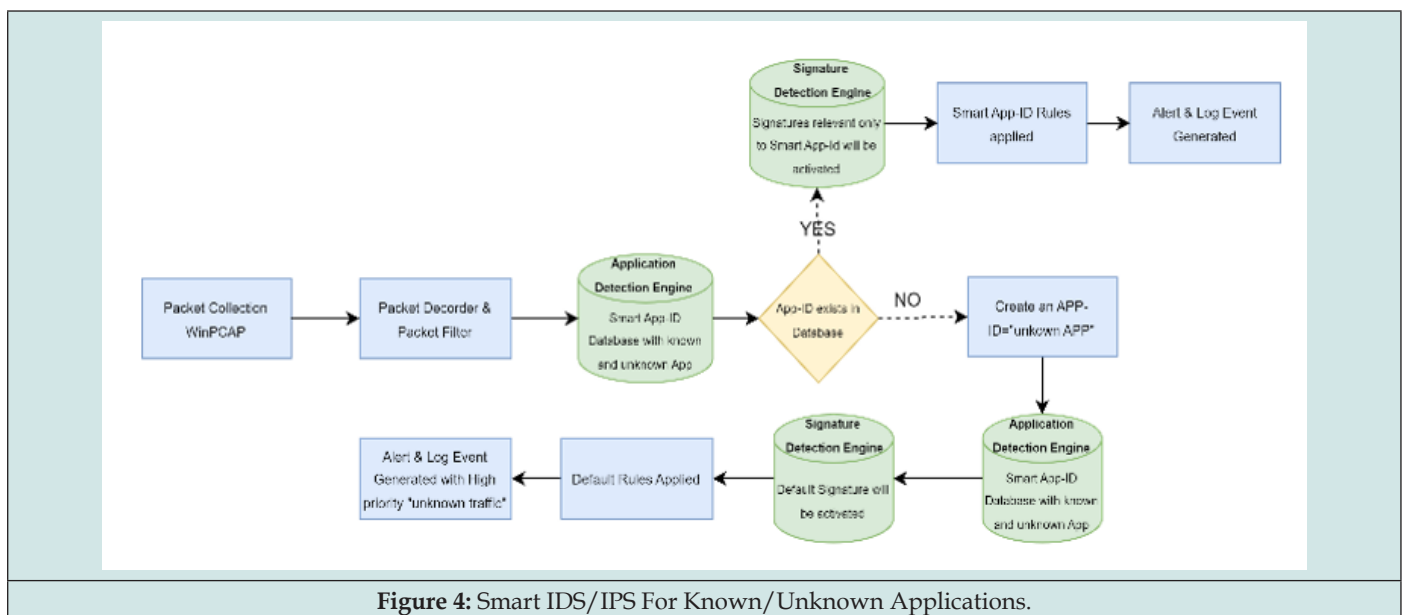 Signature
Detection Engine
Signatures relevant only
to Smart App-Id will be
activated
Smart App-ID Rules
applied
Alert & Log Event
Generated
YES
Packet Collection
WinPCAP
Packet Decorder &
Packet Filter
Application
Detection Engine
Smart App-ID
Database with known
and unknown App
App-ID exists in
Database
NO
Create an APP-
ID="unkown APP"
Application
Detection Engine
Smart App-ID
Database with known
and unknown App
Signature
Detection Engine
Default Signature will
be activated
Default Rules Applied
Alert & Log Event
Generated with High
priority "unknown traffic"
Figure 4: Smart IDS/IPS For Known/Unknown Applications.